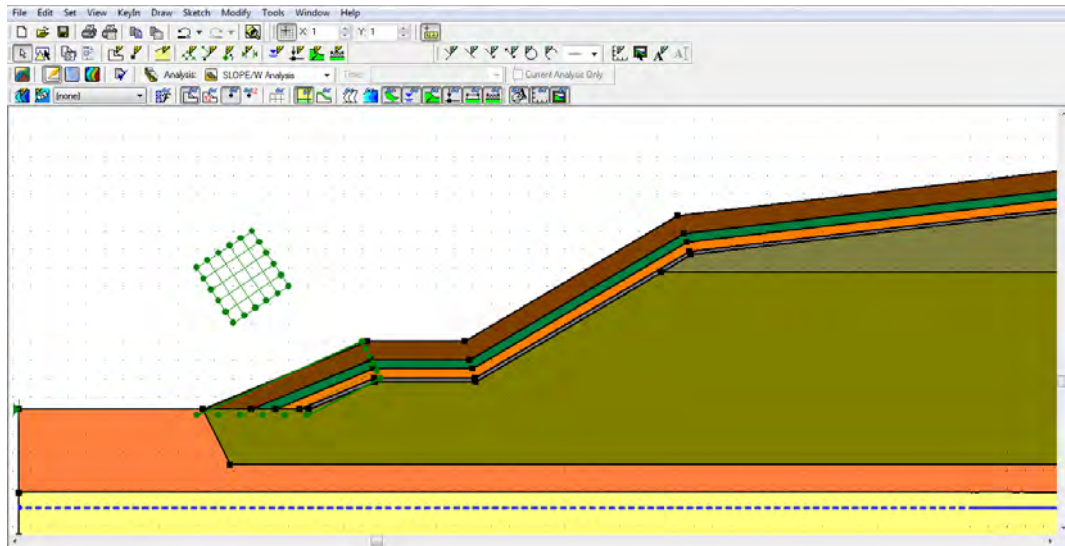 File Edit Set View KeyIn Draw Sketch Modify Tools Window Help
X: 1 Y: 1
Analysis: SLOPE/W Analysis Time: Current Analysis Only
(none)